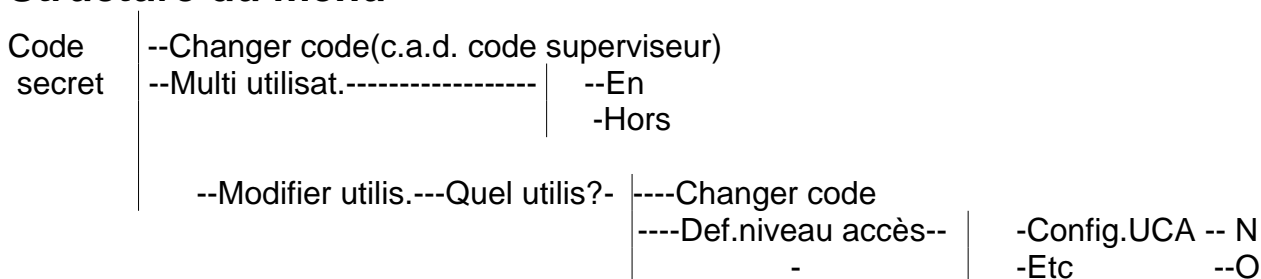 Code --Changer code(c.a.d. code superviseur)
secret --Multi utilisat.------------------ --En
-Hors
--Modifier utilis.---Quel utilis?- ----Changer code
----Def.niveau accès-- -Config.UCA -- N
- -Etc --O